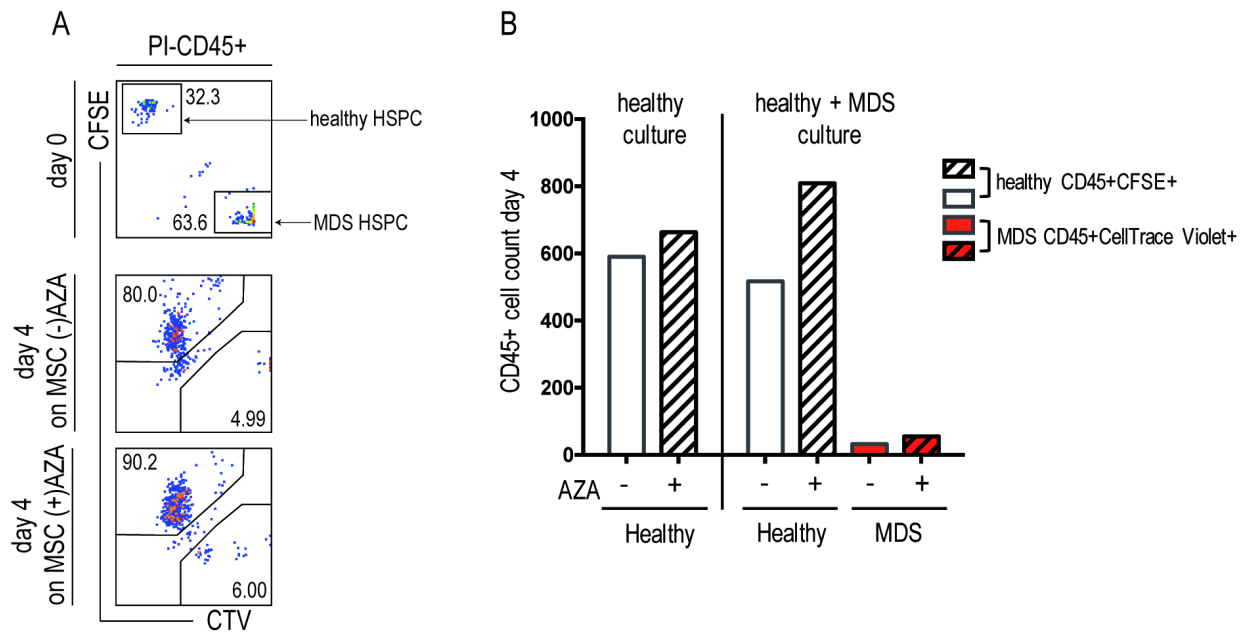 A
PI-CD45+
CFSE
day 0
32.3
healthy HSPC
63.6
MDS HSPC
day 4
on MSC (-)AZA
80.0
4.99
day 4
on MSC (+)AZA
90.2
6.00
CTV
B
healthy
culture
healthy + MDS
culture
CD45+ cell count day 4
1000
800
600
400
200
0
AZA - + - + - +
Healthy Healthy MDS
healthy CD45+CFSE+
MDS CD45+CellTrace Violet+